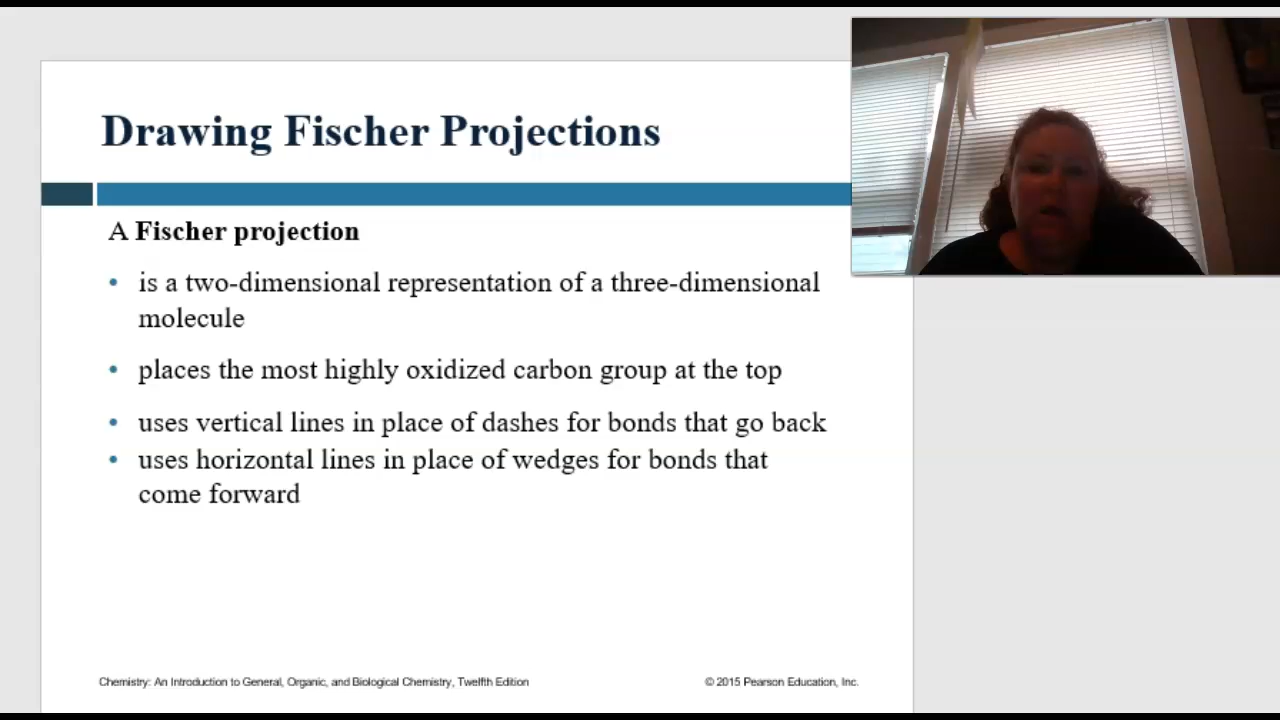 Drawing Fischer Projections
A Fischer projection
• is a two-dimensional representation of a three-dimensional
molecule
• places the most highly oxidized carbon group at the top
• uses vertical lines in place of dashes for bonds that go back
• uses horizontal lines in place of wedges for bonds that
come forward
Chemistry: An Introduction to General, Organic, and Biological Chemistry, Twelfth Edition
© 2015 Pearson Education, Inc.